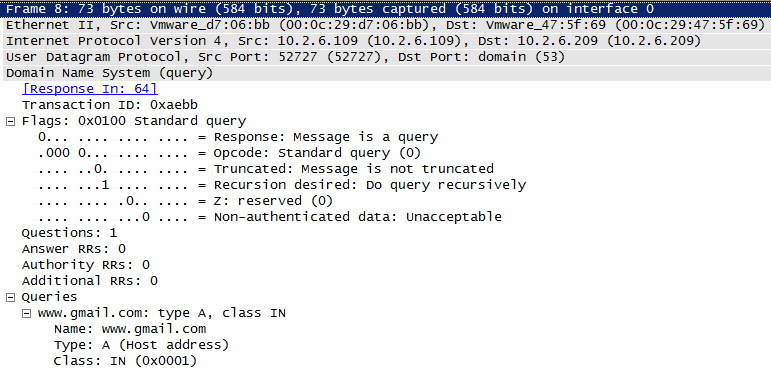 Frame 8: 73 bytes on wire (584 bits), 73 bytes captured (584 bits) on interface 0
Ethernet II, Src: Vmware_d7:06:bb (00:0c:29:d7:06:bb), Dst: Vmware_47:5f:69 (00:0c:29:47:5f:69)
Internet Protocol Version 4, Src: 10.2.6.109 (10.2.6.109), Dst: 10.2.6.209 (10.2.6.209)
User Datagram Protocol, Src Port: 52727 (52727), Dst Port: domain (53)
Domain Name System (query)
[Response In: 64]
Transaction ID: 0xaebb
Flags: 0x0100 Standard query
0... .... .... .... = Response: Message is a query
.000 0... .... .... = Opcode: Standard query (0)
.... ..0. .... .... = Truncated: Message is not truncated
.... ...1 .... .... = Recursion desired: Do query recursively
.... .... .0.. .... = Z: reserved (0)
.... .... ...0 .... = Non-authenticated data: Unacceptable
Questions: 1
Answer RRs: 0
Authority RRs: 0
Additional RRs: 0
Queries
www.gmail.com: type A, class IN
Name: www.gmail.com
Type: A (Host address)
Class: IN (0x0001)